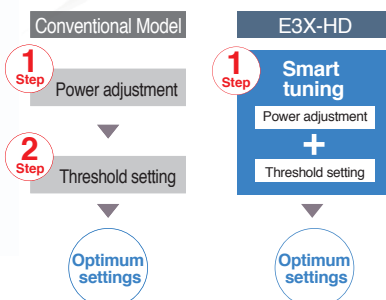 Conventional Model
1
Step
Power adjustment
2
Step
Threshold setting
Optimum
settings
E3X-HD
1
Step
Smart
tuning
Power adjustment
+
Threshold setting
Optimum
settings